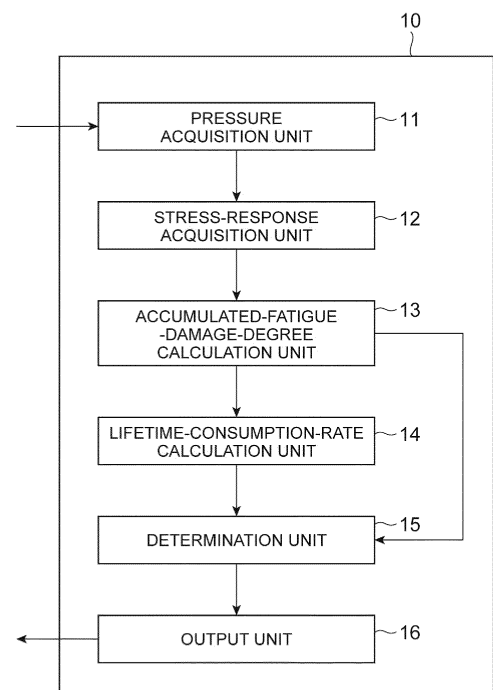 10
PRESSURE
ACQUISITION UNIT
11
STRESS-RESPONSE
ACQUISITION UNIT
12
ACCUMULATED-FATIGUE
-DAMAGE-DEGREE
CALCULATION UNIT
13
LIFETIME-CONSUMPTION-RATE
CALCULATION UNIT
14
DETERMINATION UNIT
15
OUTPUT UNIT
16